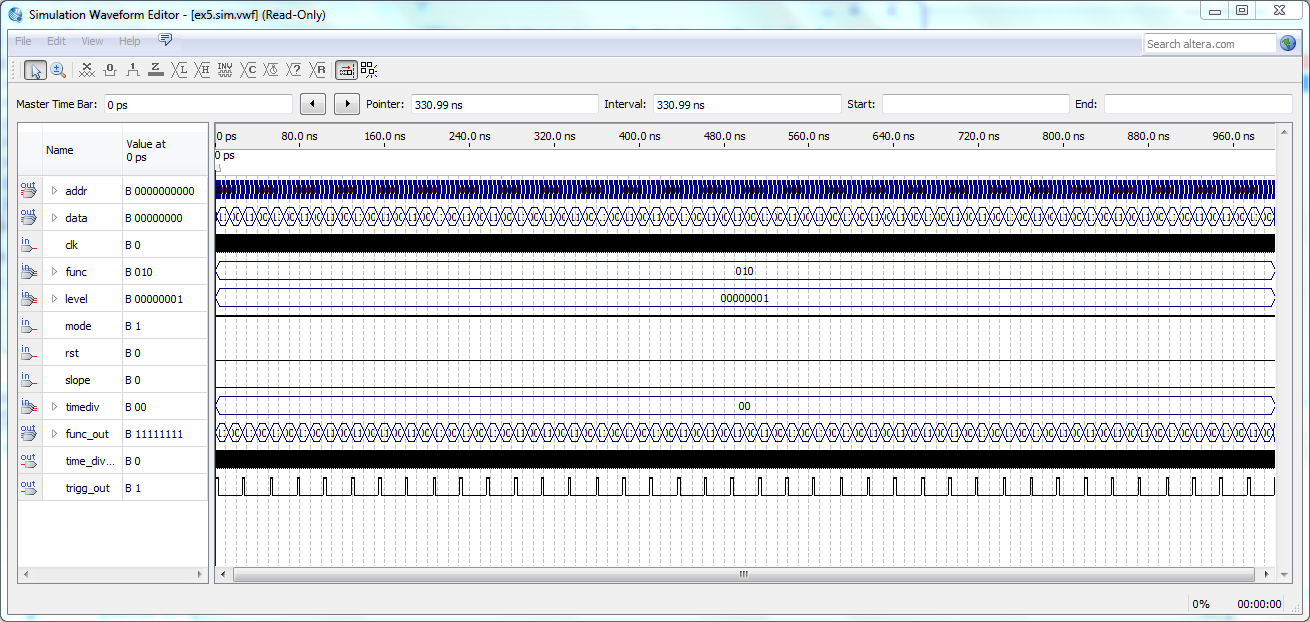 Simulation Waveform Editor - [ex5.sim.vwf] (Read-Only)
File Edit View Help
Search altera.com
Master Time Bar: 0 ps Pointer: 330.99 ns Interval: 330.99 ns Start: End:
Name Value at 0 ps
0 ps 80.0 ns 160.0 ns 240.0 ns 320.0 ns 400.0 ns 480.0 ns 560.0 ns 640.0 ns 720.0 ns 800.0 ns 880.0 ns 960.0 ns
0 ps
out addr B 0000000000
out data B 00000000
in clk B 0
in func B 010 010
in level B 00000001 00000001
in mode B 1
in rst B 0
in slope B 0
in timediv B 00 00
out func_out B 11111111
out time_div... B 0
out trigg_out B 1
0% 00:00:00